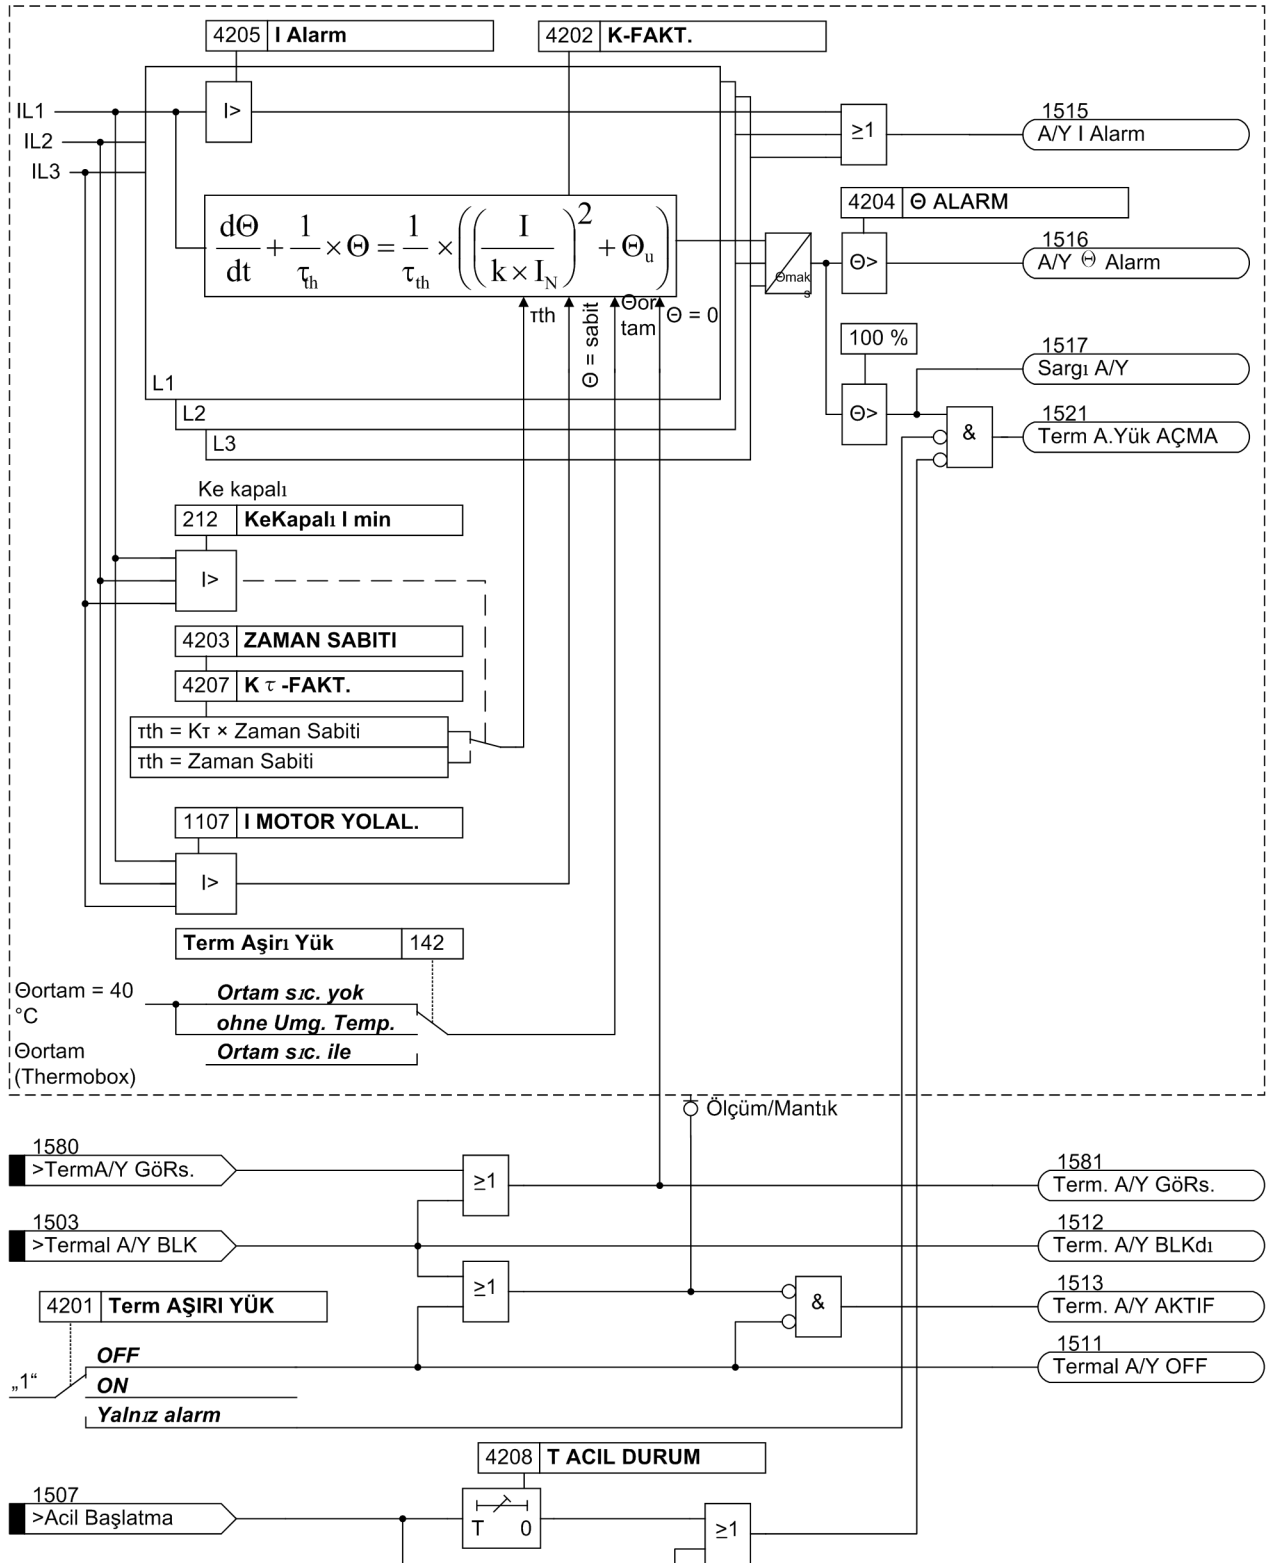 4205 I Alarm
4202 K-FAKT.
IL1
I>
≥1
1515
A/Y I Alarm
IL2
IL3
4204 Θ ALARM
dΘ/dt + 1/τth × Θ = 1/τth × ((I/(k × IN))2 + Θu)
Θmak
s
Θ>
1516
A/Y Θ Alarm
τth
Θ = sabit
Θor
tam
Θ = 0
100 %
1517
Sargı A/Y
L1
L2
L3
Θ>
&
1521
Term A.Yük AÇMA
Ke kapalı
212 KeKapalı I min
I>
4203 ZAMAN SABITI
4207 K τ -FAKT.
τth = Kτ × Zaman Sabiti
τth = Zaman Sabiti
1107 I MOTOR YOLAL.
I>
Term Aşirı Yük 142
Θortam = 40
°C
Ortam sıc. yok
ohne Umg. Temp.
Θortam
(Thermobox)
Ortam sıc. ile
Ölçüm/Mantık
1580
>TermA/Y GöRs.
≥1
1581
Term. A/Y GöRs.
1503
>Termal A/Y BLK
1512
Term. A/Y BLKdı
≥1
&
1513
Term. A/Y AKTIF
4201 Term AŞIRI YÜK
1511
Termal A/Y OFF
„1“
OFF
ON
Yalnız alarm
4208 T ACIL DURUM
1507
>Acil Başlatma
T 0
≥1